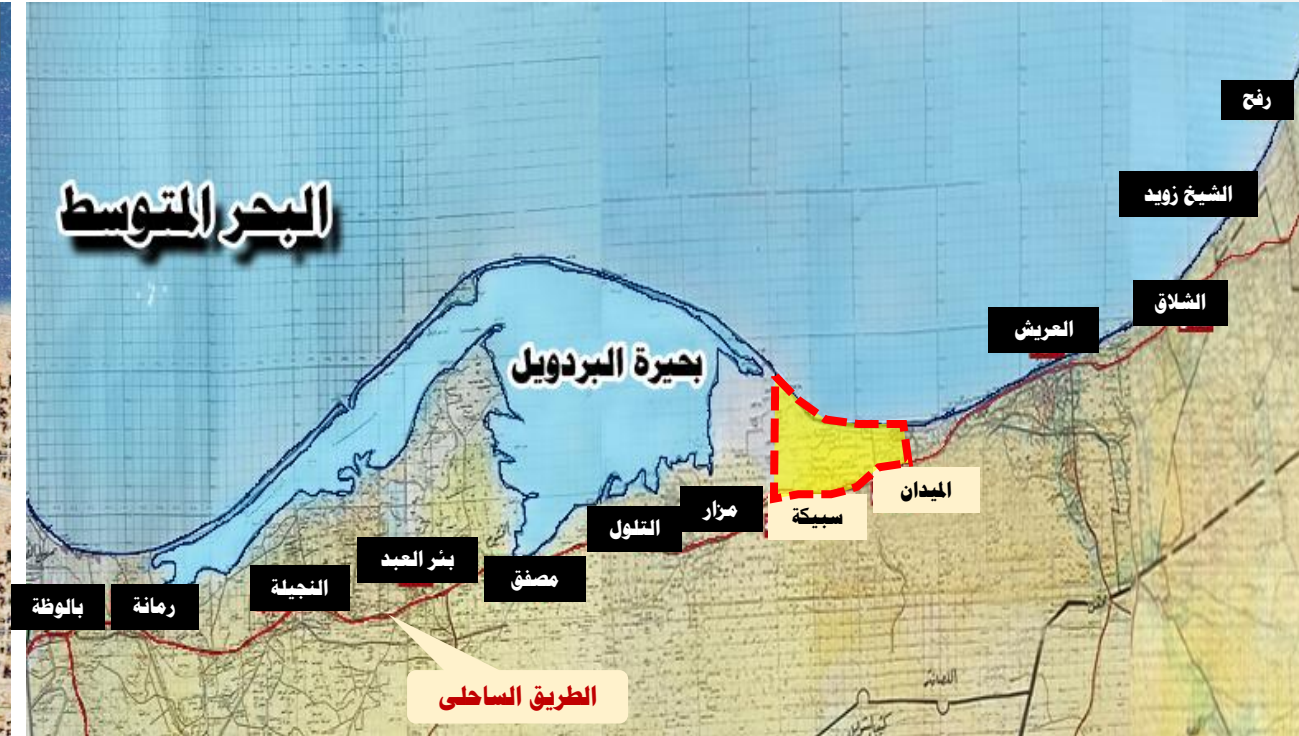 رفح
الشيخ زويد
البحر المتوسط
الشلاق
العريش
بحيرة البردويل
الميدان
مزار
سبيكة
التلول
بئر العبد
مصفق
النجيلة
رمانة
بالوظة
الطريق الساحلى